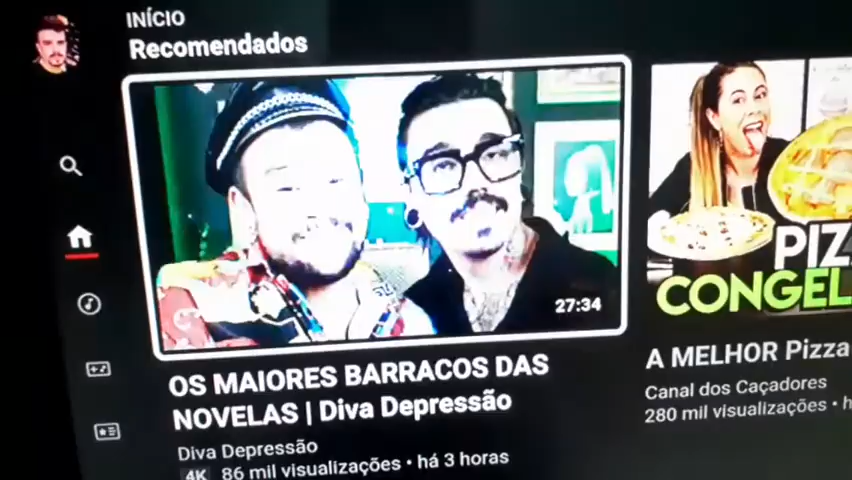 INÍCIO
Recomendados
27:34
OS MAIORES BARRACOS DAS
NOVELAS | Diva Depressão
Diva Depressão
4K 86 mil visualizações • há 3 horas
PIZ
CONGEL
A MELHOR Pizza
Canal dos Caçadores
280 mil visualizações • h